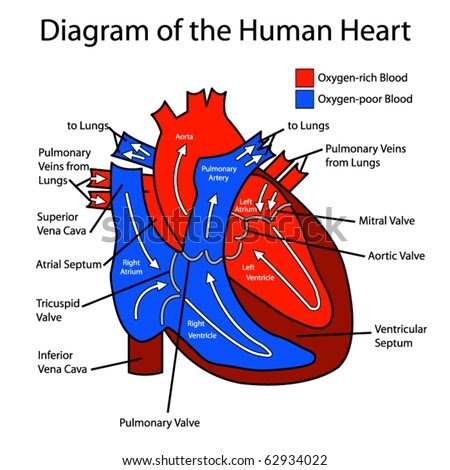 Diagram of the Human Heart
Oxygen-rich Blood
Oxygen-poor Blood
to Lungs
to Lungs
Aorta
Pulmonary
Veins from
Lungs
Pulmonary Veins
from Lungs
Pulmonary
Artery
Left
Atrium
Superior
Vena Cava
Mitral Valve
Atrial Septum
Aortic Valve
Right
Atrium
Left
Ventricle
Tricuspid
Valve
Right
Ventricle
Ventricular
Septum
Inferior
Vena Cava
Pulmonary Valve
shutterstock
www.shutterstock.com · 62934022